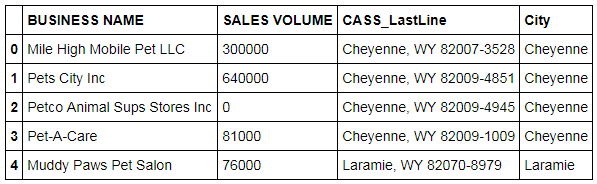 BUSINESS NAME SALES VOLUME CASS_LastLine City
0 Mile High Mobile Pet LLC 300000 Cheyenne, WY 82007-3528 Cheyenne
1 Pets City Inc 640000 Cheyenne, WY 82009-4851 Cheyenne
2 Petco Animal Sups Stores Inc 0 Cheyenne, WY 82009-4945 Cheyenne
3 Pet-A-Care 81000 Cheyenne, WY 82009-1009 Cheyenne
4 Muddy Paws Pet Salon 76000 Laramie, WY 82070-8979 Laramie